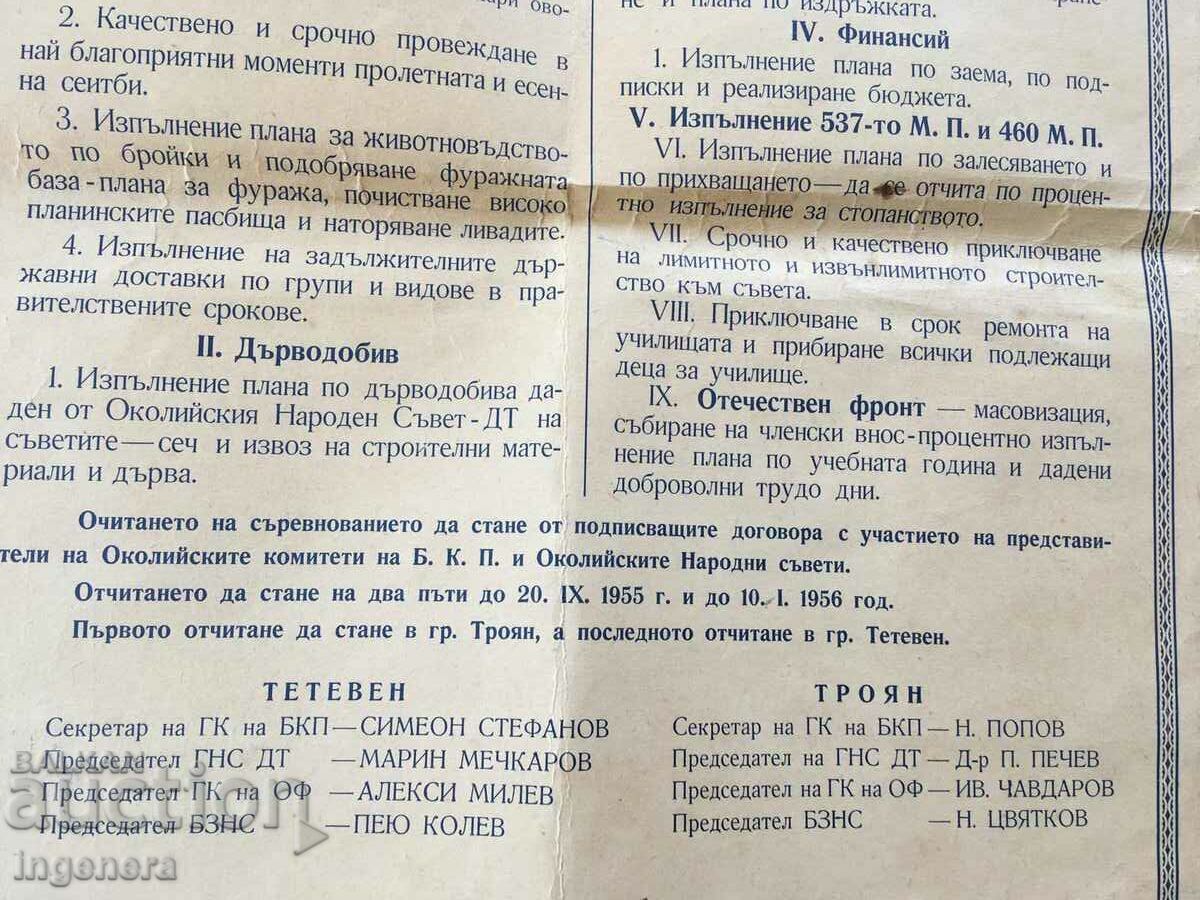 ово-
2. Качествено и срочно провеждане в
най благоприятни моменти пролетната и есен-
на сеитби.
3. Изпълнение плана за животновъдство-
то по бройки и подобряване фуражната
база-плана за фуража, почистване високо
планинските пасбища и наторяване ливадите.
4. Изпълнение на задължителните дър-
жавни доставки по групи и видове в пра-
вителствените срокове.
II. Дърводобив
1. Изпълнение плана по дърводобива да-
ден от Околийския Народен Съвет-ДТ на
съветите—сеч и извоз на строителни мате-
риали и дърва.
не и плана по издръжката.
IV. Финансий
1. Изпълнение плана по заема, по под-
писки и реализиране бюджета.
V. Изпълнение 537-то М. П. и 460 М. П.
VI. Изпълнение плана по залесяването и
по прихващането—да се отчита по процен-
тно изпълнение за стопанството.
VII. Срочно и качествено приключване
на лимитното и извънлимитното строител-
ство към съвета.
VIII. Приключване в срок ремонта на
училищата и прибиране всички подлежащи
деца за училище.
IX. Отечествен фронт — масовизация,
събиране на членски внос-процентно изпъл-
нение плана по учебната година и дадени
доброволни трудо дни.
Очитането на съревнованието да стане от подписващите договора с участието на представи-
тели на Околийските комитети на Б. К. П. и Околийските Народни съвети.
Отчитането да стане на два пъти до 20. IX. 1955 г. и до 10. I. 1956 год.
Първото отчитане да стане в гр. Троян, а последното отчитане в гр. Тетевен.
ТЕТЕВЕН
Секретар на ГК на БКП—СИМЕОН СТЕФАНОВ
Председател ГНС ДТ —МАРИН МЕЧКАРОВ
Председател ГК на ОФ —АЛЕКСИ МИЛЕВ
Председател БЗНС —ПЕЮ КОЛЕВ
ТРОЯН
Секретар на ГК на БКП— Н. ПОПОВ
Председател на ГНС ДТ— Д-р П. ПЕЧЕВ
Председател на ГК на ОФ— ИВ. ЧАВДАРОВ
Председател БЗНС — Н. ЦВЯТКОВ
BALKAN
auction
ingenera